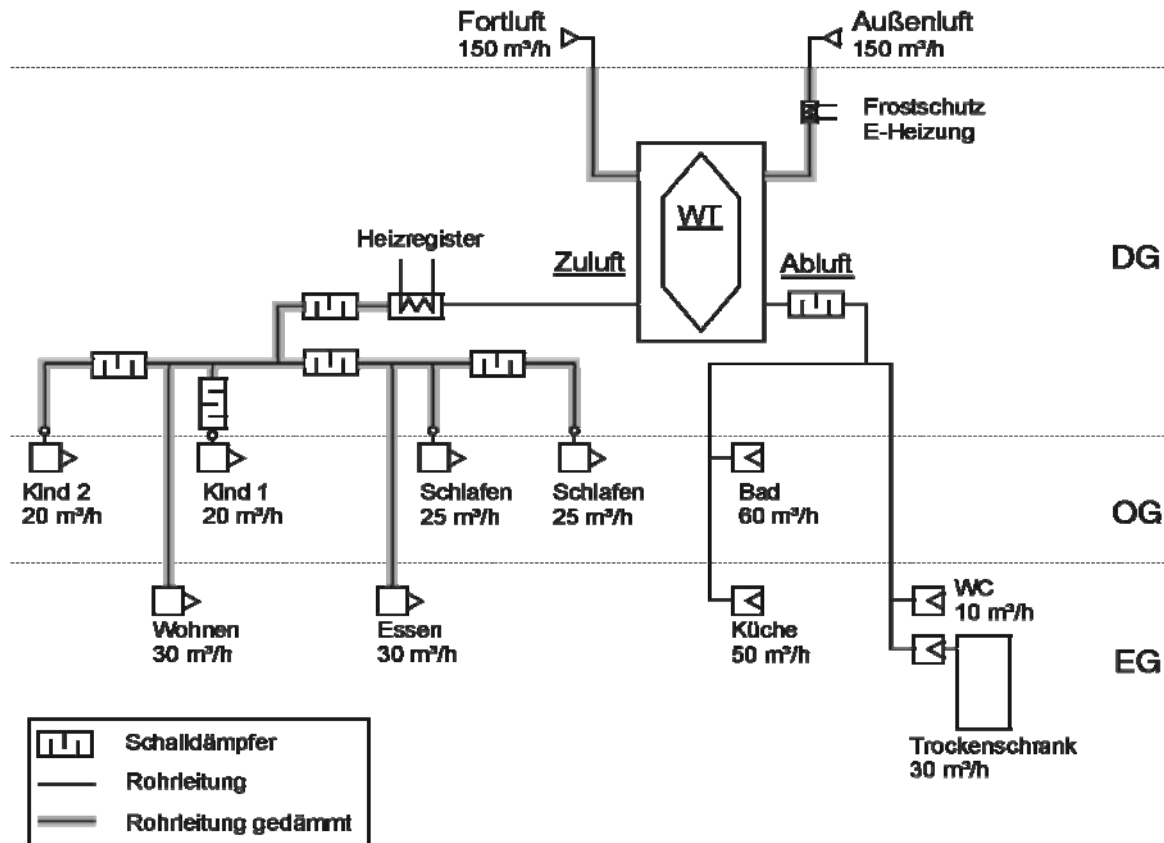 Fortluft
150 m³/h
Außenluft
150 m³/h
Frostschutz
E-Heizung
WT
Heizregister
Zuluft
Abluft
DG
Kind 2
20 m³/h
Kind 1
20 m³/h
Schlafen
25 m³/h
Schlafen
25 m³/h
Bad
60 m³/h
OG
Wohnen
30 m³/h
Essen
30 m³/h
Küche
50 m³/h
WC
10 m³/h
EG
Trockenschrank
30 m³/h
Schalldämpfer
Rohrleitung
Rohrleitung gedämmt